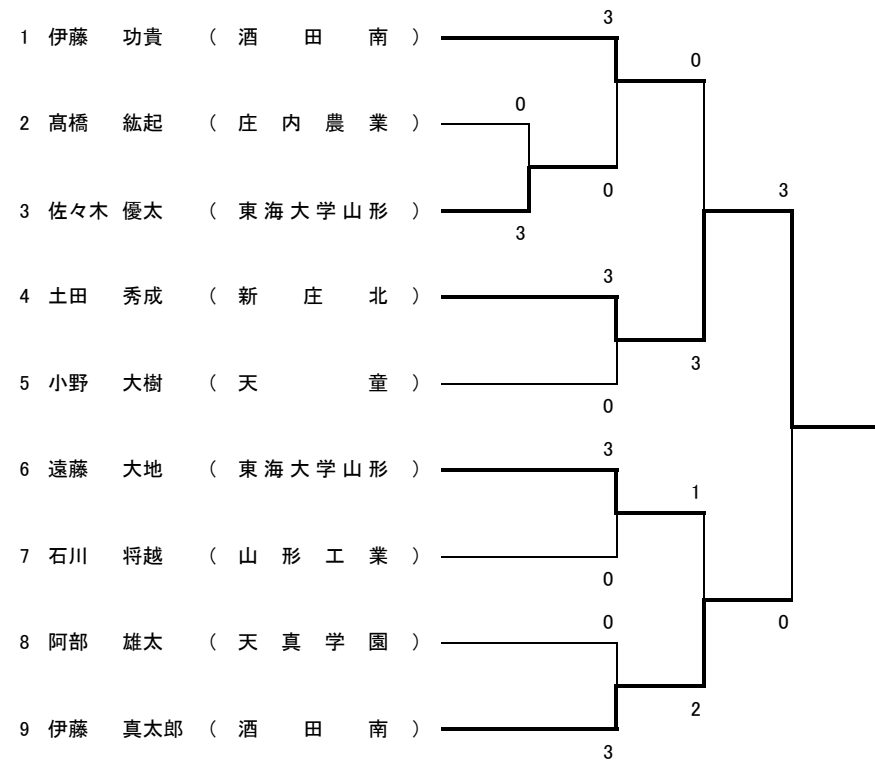 3
1 伊藤 功貴 ( 酒田南 )
0
0
2 髙橋 紘起 ( 庄内農業 )
0 3
3 佐々木 優太 ( 東海大学山形 )
3
3
4 土田 秀成 ( 新庄北 )
3
5 小野 大樹 ( 天童 )
0
3
6 遠藤 大地 ( 東海大学山形 )
1
7 石川 将越 ( 山形工業 )
0
0 0
8 阿部 雄太 ( 天真学園 )
2
9 伊藤 真太郎 ( 酒田南 )
3